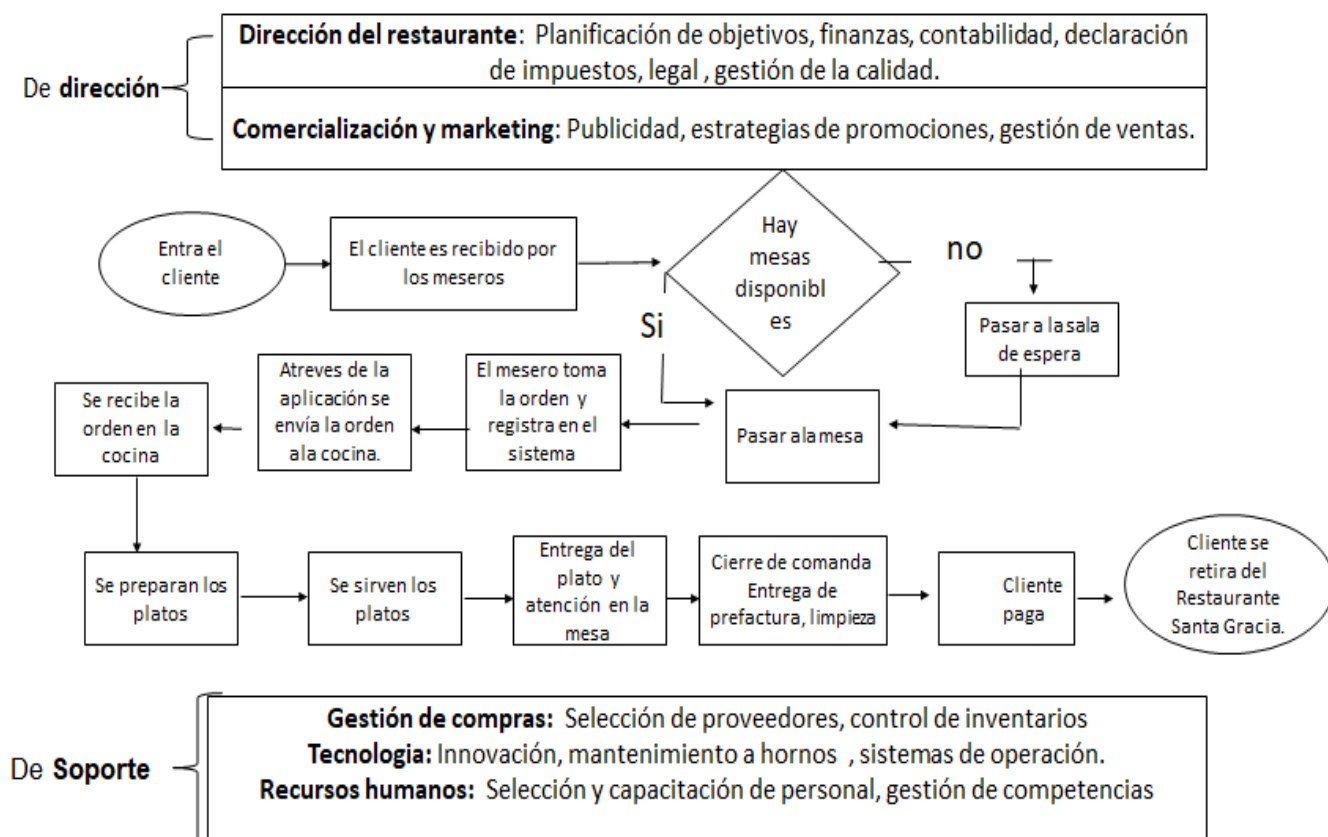 Dirección del restaurante: Planificación de objetivos, finanzas, contabilidad, declaración
de impuestos, legal , gestión de la calidad.
De dirección
Comercialización y marketing: Publicidad, estrategias de promociones, gestión de ventas.
Entra el
cliente
El cliente es recibido por
los meseros
Hay
mesas
disponibl
es
no
Si
Pasar a la sala
de espera
Pasar ala mesa
El mesero toma
la orden y
registra en el
sistema
Atreves de la
aplicación se
envía la orden
ala cocina.
Se recibe la
orden en la
cocina
Se preparan los
platos
Se sirven los
platos
Entrega del
plato y
atención en la
mesa
Cierre de comanda
Entrega de
prefactura, limpieza
Cliente
paga
Cliente se
retira del
Restaurante
Santa Gracia.
De Soporte
Gestión de compras: Selección de proveedores, control de inventarios
Tecnologia: Innovación, mantenimiento a hornos , sistemas de operación.
Recursos humanos: Selección y capacitación de personal, gestión de competencias